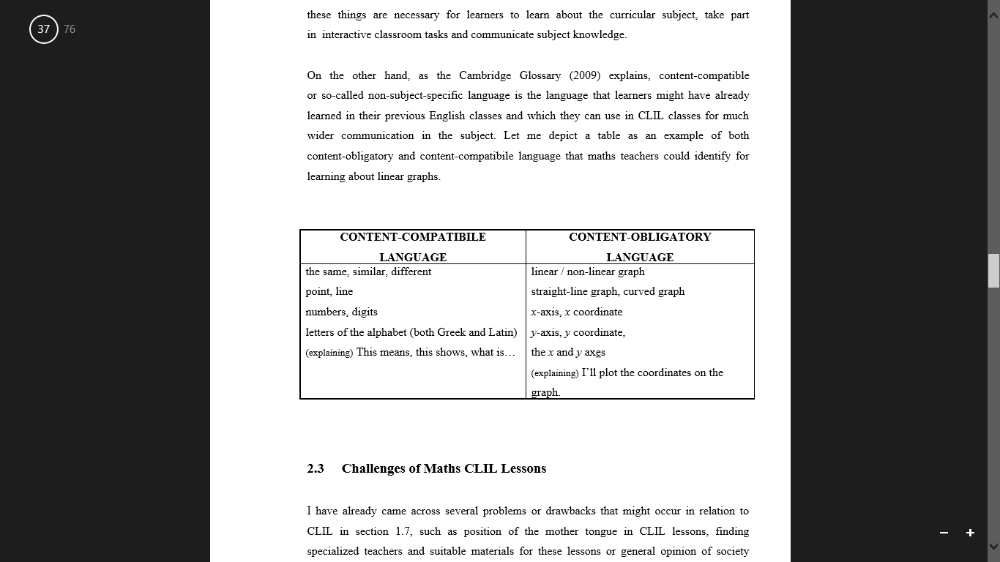 37 76
these things are necessary for learners to learn about the curricular subject, take part
in interactive classroom tasks and communicate subject knowledge.
On the other hand, as the Cambridge Glossary (2009) explains, content-compatible
or so-called non-subject-specific language is the language that learners might have already
learned in their previous English classes and which they can use in CLIL classes for much
wider communication in the subject. Let me depict a table as an example of both
content-obligatory and content-compatibile language that maths teachers could identify for
learning about linear graphs.
CONTENT-COMPATIBILE
LANGUAGE
the same, similar, different
point, line
numbers, digits
letters of the alphabet (both Greek and Latin)
(explaining) This means, this shows, what is…
CONTENT-OBLIGATORY
LANGUAGE
linear / non-linear graph
straight-line graph, curved graph
x-axis, x coordinate
y-axis, y coordinate,
the x and y axes
(explaining) I’ll plot the coordinates on the
graph.
2.3 Challenges of Maths CLIL Lessons
I have already came across several problems or drawbacks that might occur in relation to
CLIL in section 1.7, such as position of the mother tongue in CLIL lessons, finding
specialized teachers and suitable materials for these lessons or general opinion of society